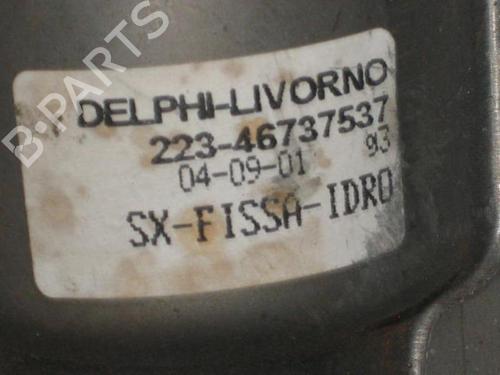 B-PARTS
DELPHI-LIVORNO
223-46737537
04-09-01 93
SX-FISSA-IDRO